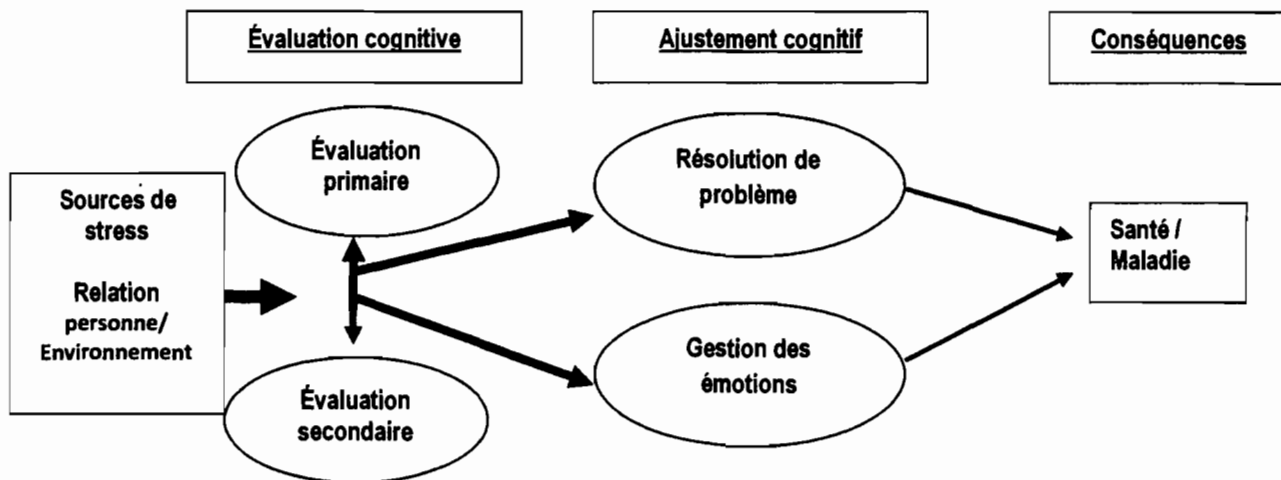 Évaluation cognitive
Ajustement cognitif
Conséquences
Évaluation
primaire
Résolution de
problème
Sources de
stress
Relation
personne/
Environnement
Santé /
Maladie
Gestion des
émotions
Évaluation
secondaire